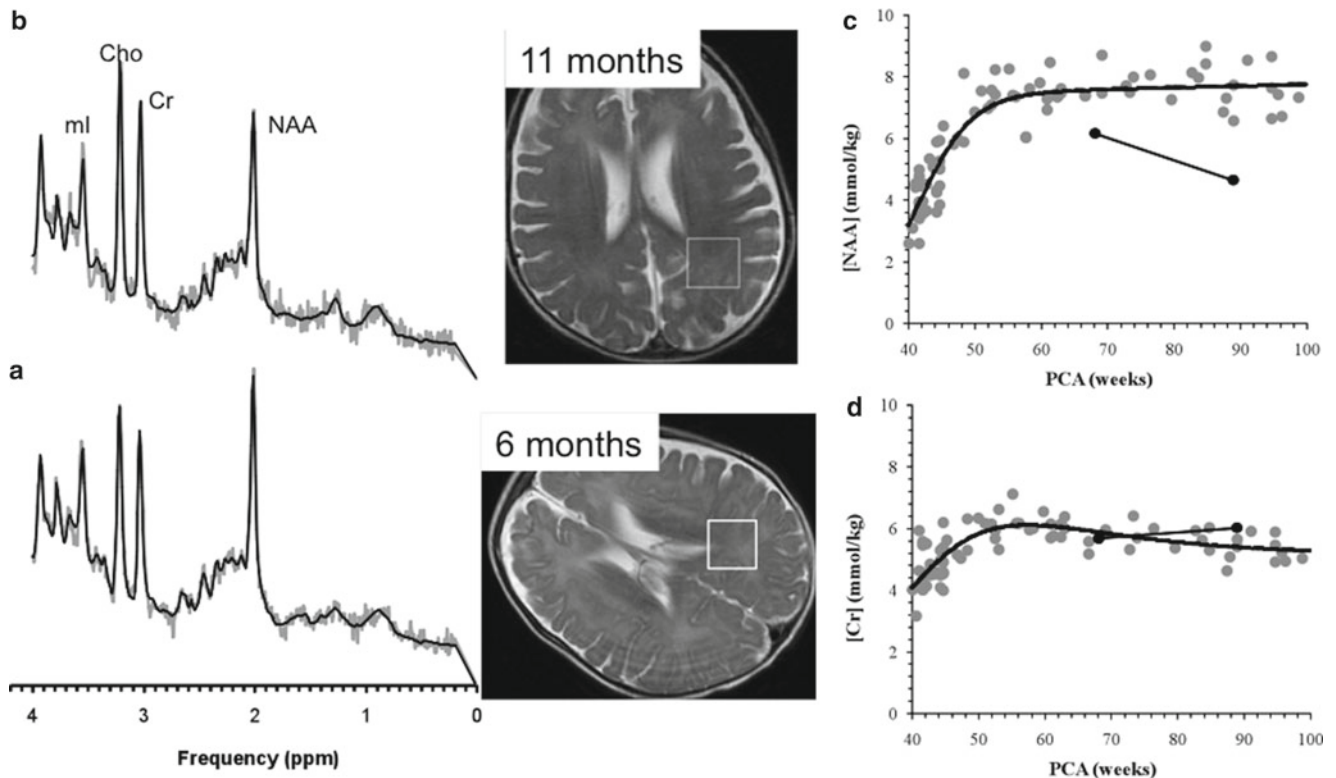 b
Cho
Cr
mI
NAA
11 months
a
6 months
4 3 2 1 0
Frequency (ppm)
c
[NAA] (mmol/kg)
10
8
6
4
2
0
40 50 60 70 80 90 100
PCA (weeks)
d
[Cr] (mmol/kg)
10
8
6
4
2
0
40 50 60 70 80 90 100
PCA (weeks)